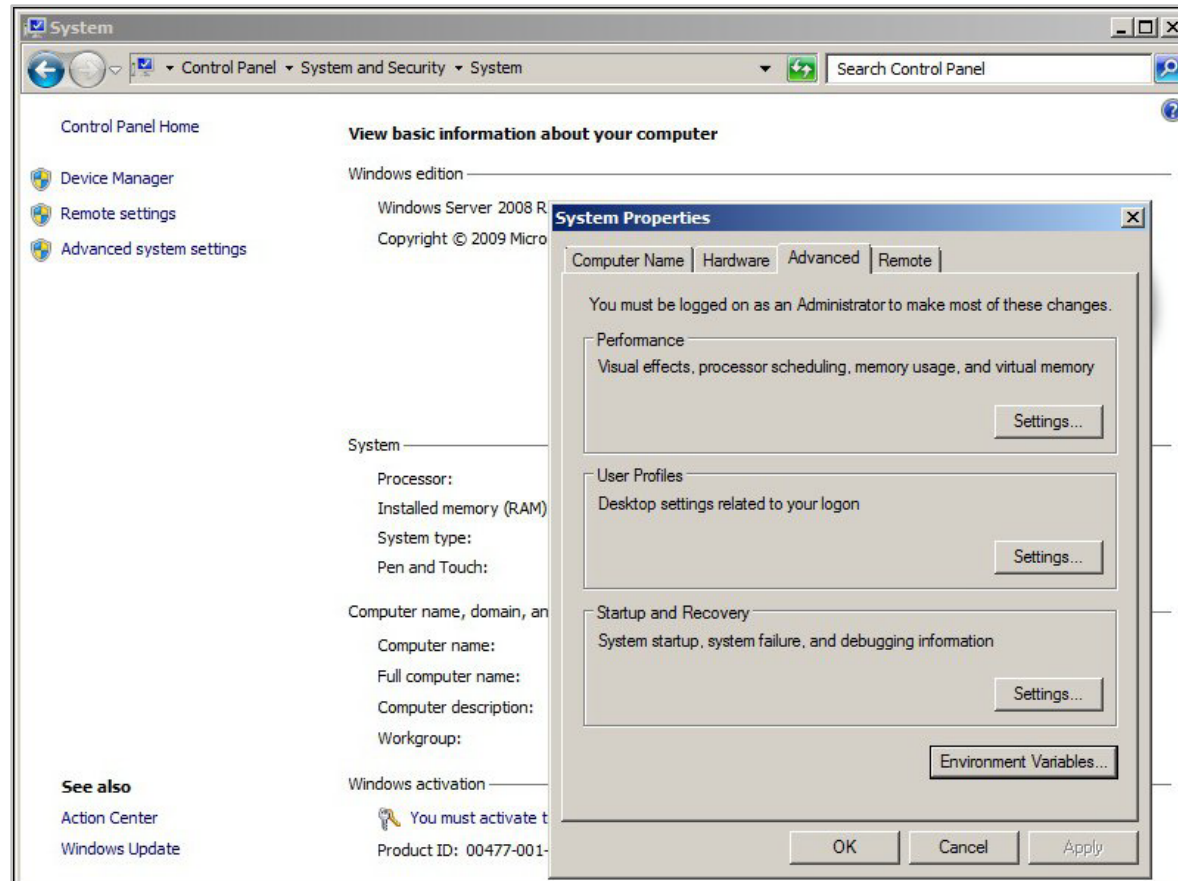 System
Control Panel System and Security System
Search Control Panel
Control Panel Home
Device Manager
Remote settings
Advanced system settings
See also
Action Center
Windows Update
View basic information about your computer
Windows edition
Windows Server 2008 R
Copyright © 2009 Micro
System
Processor:
Installed memory (RAM)
System type:
Pen and Touch:
Computer name, domain, an
Computer name:
Full computer name:
Computer description:
Workgroup:
Windows activation
You must activate t
Product ID: 00477-001-
System Properties
Computer Name Hardware Advanced Remote
You must be logged on as an Administrator to make most of these changes.
Performance
Visual effects, processor scheduling, memory usage, and virtual memory
Settings...
User Profiles
Desktop settings related to your logon
Settings...
Startup and Recovery
System startup, system failure, and debugging information
Settings...
Environment Variables...
OK Cancel Apply